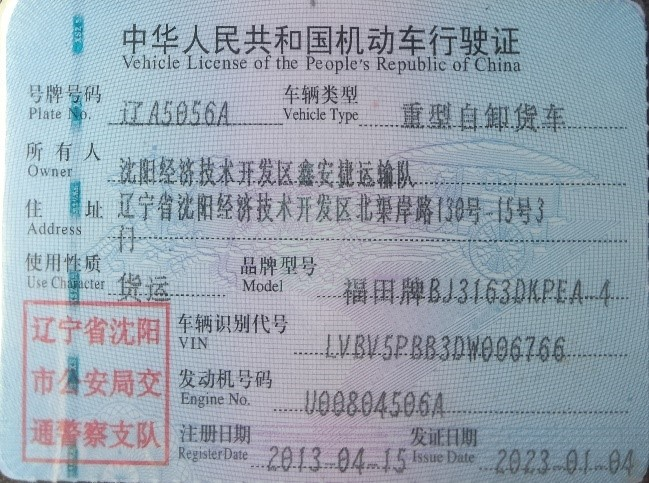 中华人民共和国机动车行驶证
Vehicle License of the People's Republic of China
号牌号码 辽A5056A 车辆类型 重型自卸货车
Plate No. Vehicle Type
所有人 沈阳经济技术开发区鑫安捷运输队
Owner
住址 辽宁省沈阳经济技术开发区北渠岸路130号-15号3
Address 门
使用性质 货运 品牌型号 福田牌BJ3163DKPEA-4
Use Character Model
辽宁省沈阳
市公安局交
通警察支队
车辆识别代号 LVBV5PBB3DW006766
VIN
发动机号码 U00804506A
Engine No.
注册日期 2013-04-15 发证日期 2023-01-04
Register Date Issue Date